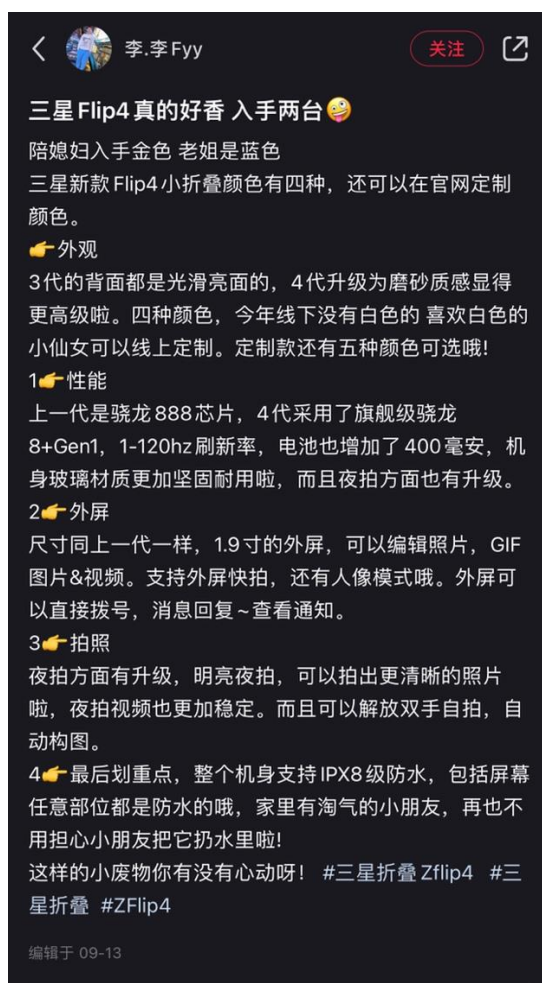 李.李Fyy
关注
三星Flip4真的好香 入手两台🤪
陪媳妇入手金色 老姐是蓝色
三星新款Flip4小折叠颜色有四种，还可以在官网定制
颜色。
👉外观
3代的背面都是光滑亮面的，4代升级为磨砂质感显得
更高级啦。四种颜色，今年线下没有白色的 喜欢白色的
小仙女可以线上定制。定制款还有五种颜色可选哦!
1👉性能
上一代是骁龙888芯片，4代采用了旗舰级骁龙
8+Gen1，1-120hz刷新率，电池也增加了400毫安，机
身玻璃材质更加坚固耐用啦，而且夜拍方面也有升级。
2👉外屏
尺寸同上一代一样，1.9寸的外屏，可以编辑照片，GIF
图片&视频。支持外屏快拍，还有人像模式哦。外屏可
以直接拨号，消息回复~查看通知。
3👉拍照
夜拍方面有升级，明亮夜拍，可以拍出更清晰的照片
啦，夜拍视频也更加稳定。而且可以解放双手自拍，自
动构图。
4👉最后划重点，整个机身支持IPX8级防水，包括屏幕
任意部位都是防水的哦，家里有淘气的小朋友，再也不
用担心小朋友把它扔水里啦!
这样的小废物你有没有心动呀！ #三星折叠Zflip4 #三
星折叠 #ZFlip4
编辑于 09-13